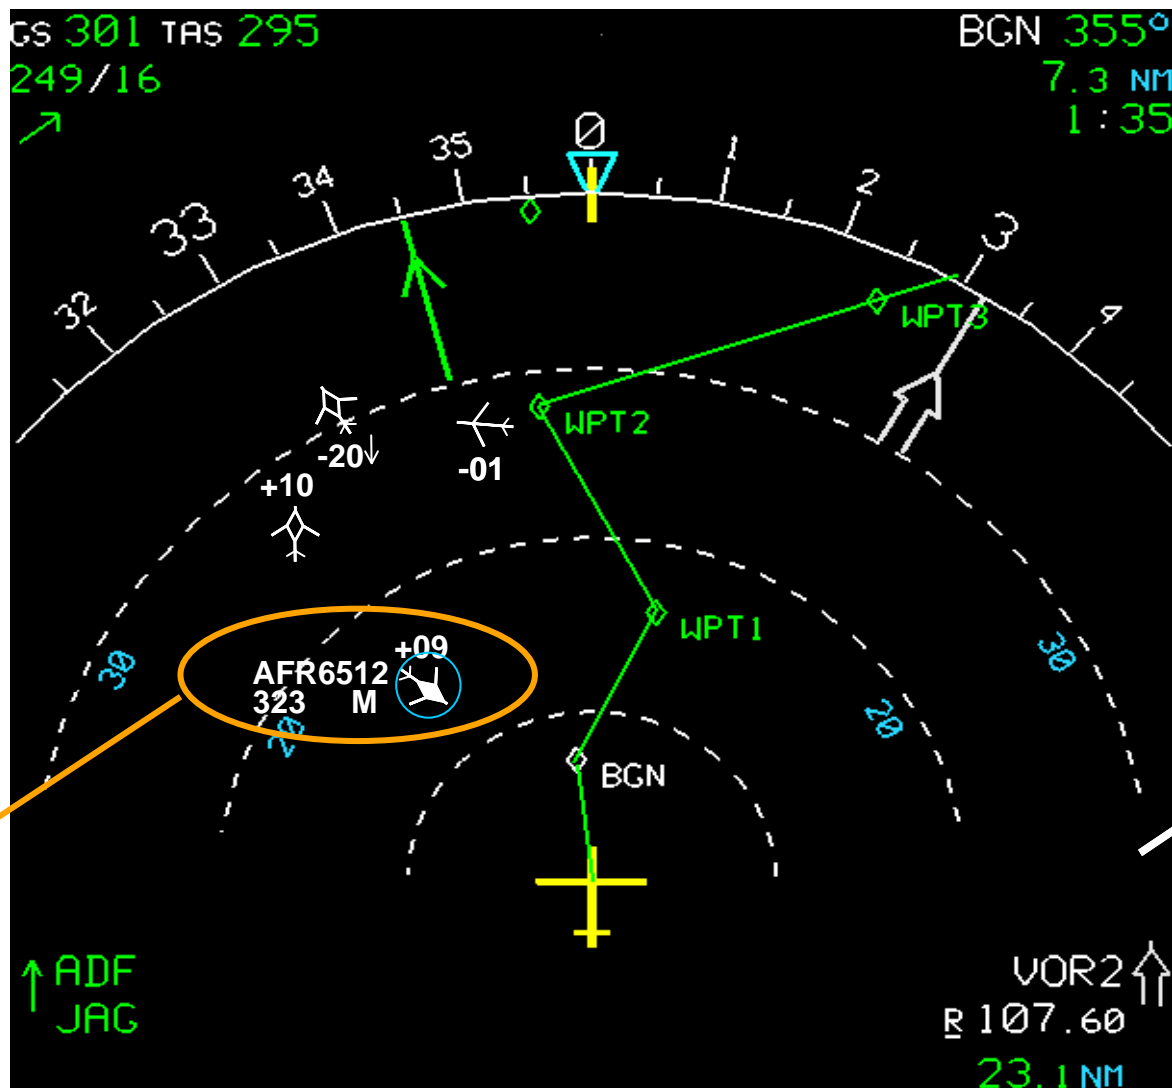 GS 301 TAS 295
249/16
BGN 355°
7.3 NM
1:35
32
33
34
35
0
1
2
3
4
WPT3
WPT2
-20↓
-01
+10
WPT1
+09
AFR6512
323 M
30
30
20
20
BGN
ADF
JAG
VOR2
R 107.60
23.1 NM